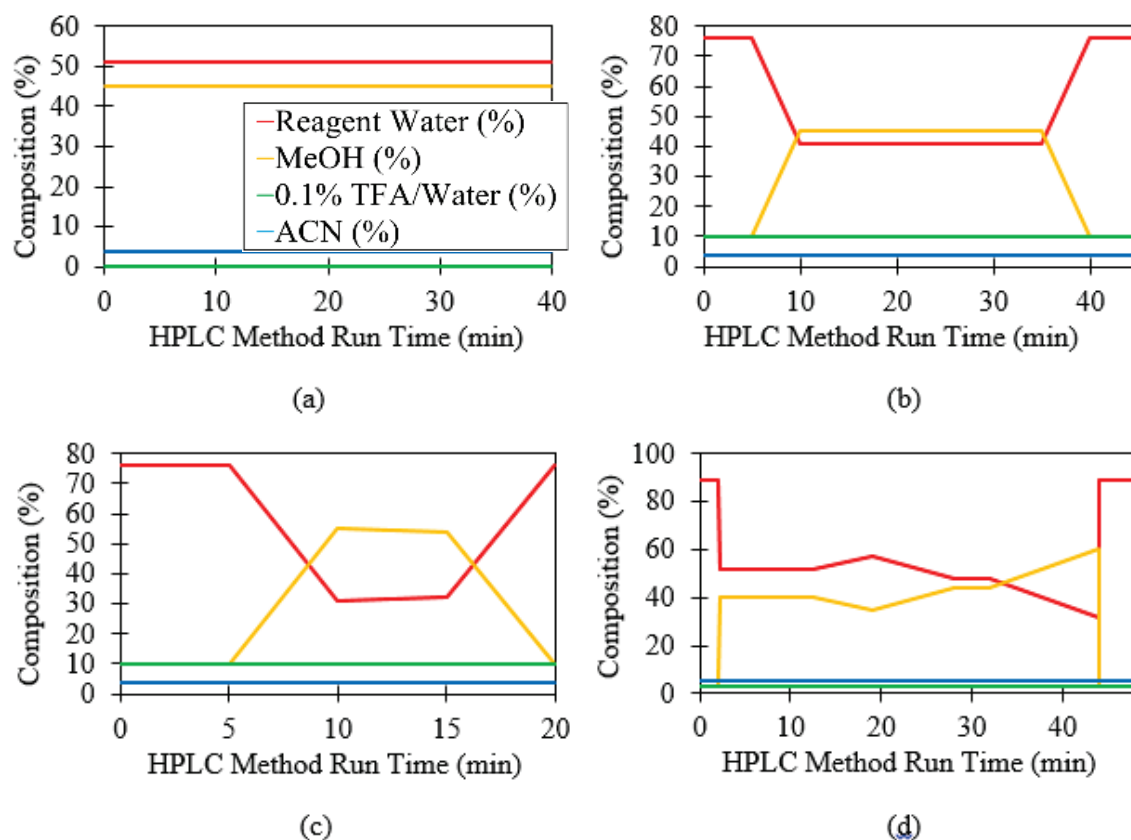 60
50
40
30
20
10
0
Composition (%)
Reagent Water (%)
MeOH (%)
0.1% TFA/Water (%)
ACN (%)
0 10 20 30 40
HPLC Method Run Time (min)
(a)
80
70
60
50
40
30
20
10
0
Composition (%)
0 10 20 30 40
HPLC Method Run Time (min)
(b)
80
70
60
50
40
30
20
10
0
Composition (%)
0 5 10 15 20
HPLC Method Run Time (min)
(c)
100
80
60
40
20
0
Composition (%)
0 10 20 30 40
HPLC Method Run Time (min)
(d)